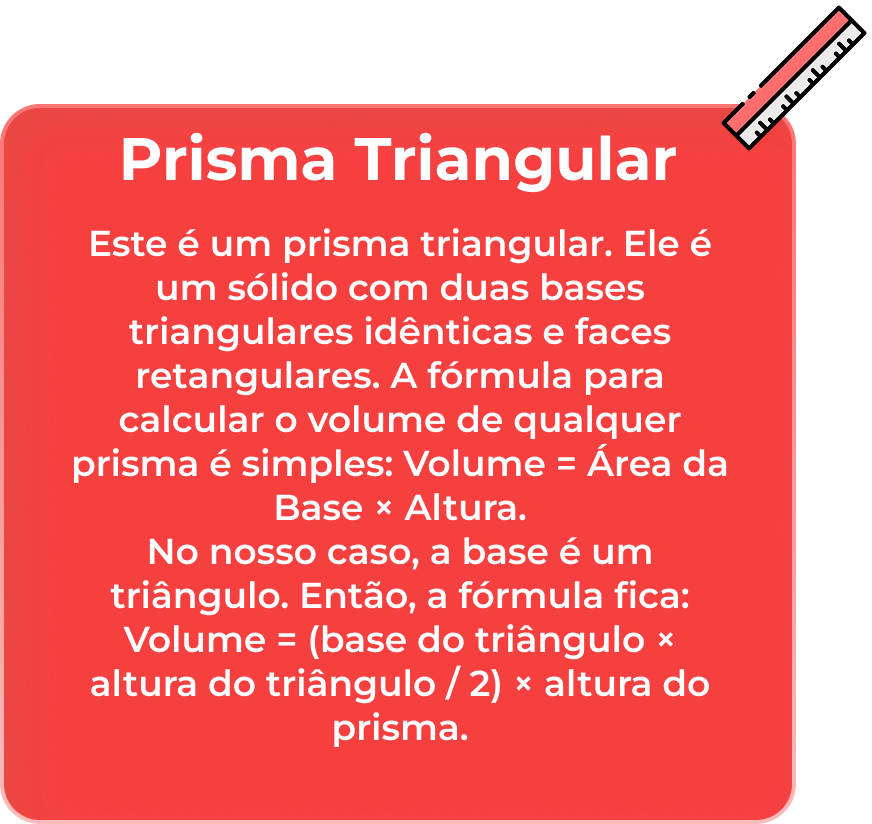 Prisma Triangular
Este é um prisma triangular. Ele é
um sólido com duas bases
triangulares idênticas e faces
retangulares. A fórmula para
calcular o volume de qualquer
prisma é simples: Volume = Área da
Base × Altura.
No nosso caso, a base é um
triângulo. Então, a fórmula fica:
Volume = (base do triângulo ×
altura do triângulo / 2) × altura do
prisma.